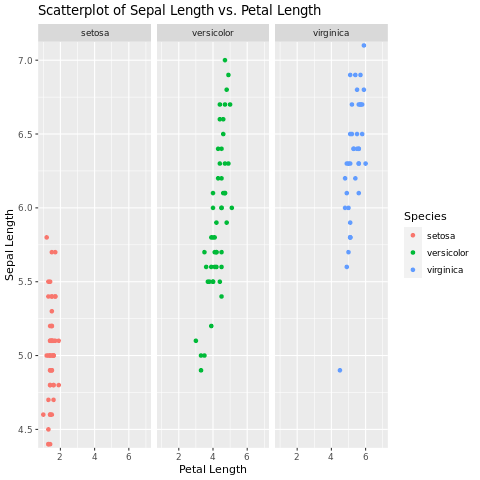 Scatterplot of Sepal Length vs. Petal Length
setosa versicolor virginica
7.0
6.5
6.0
5.5
5.0
4.5
Sepal Length
2 4 6 2 4 6 2 4 6
Petal Length
Species
setosa
versicolor
virginica